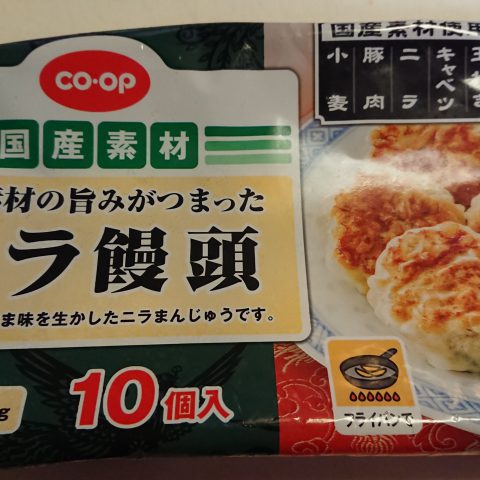 co·op
国産素材
材の旨みがつまった
ラ饅頭
ま味を生かしたニラまんじゅうです。
g
10個入
国産素材使用
小麦
豚肉
ニラ
キャベツ
フライパンで